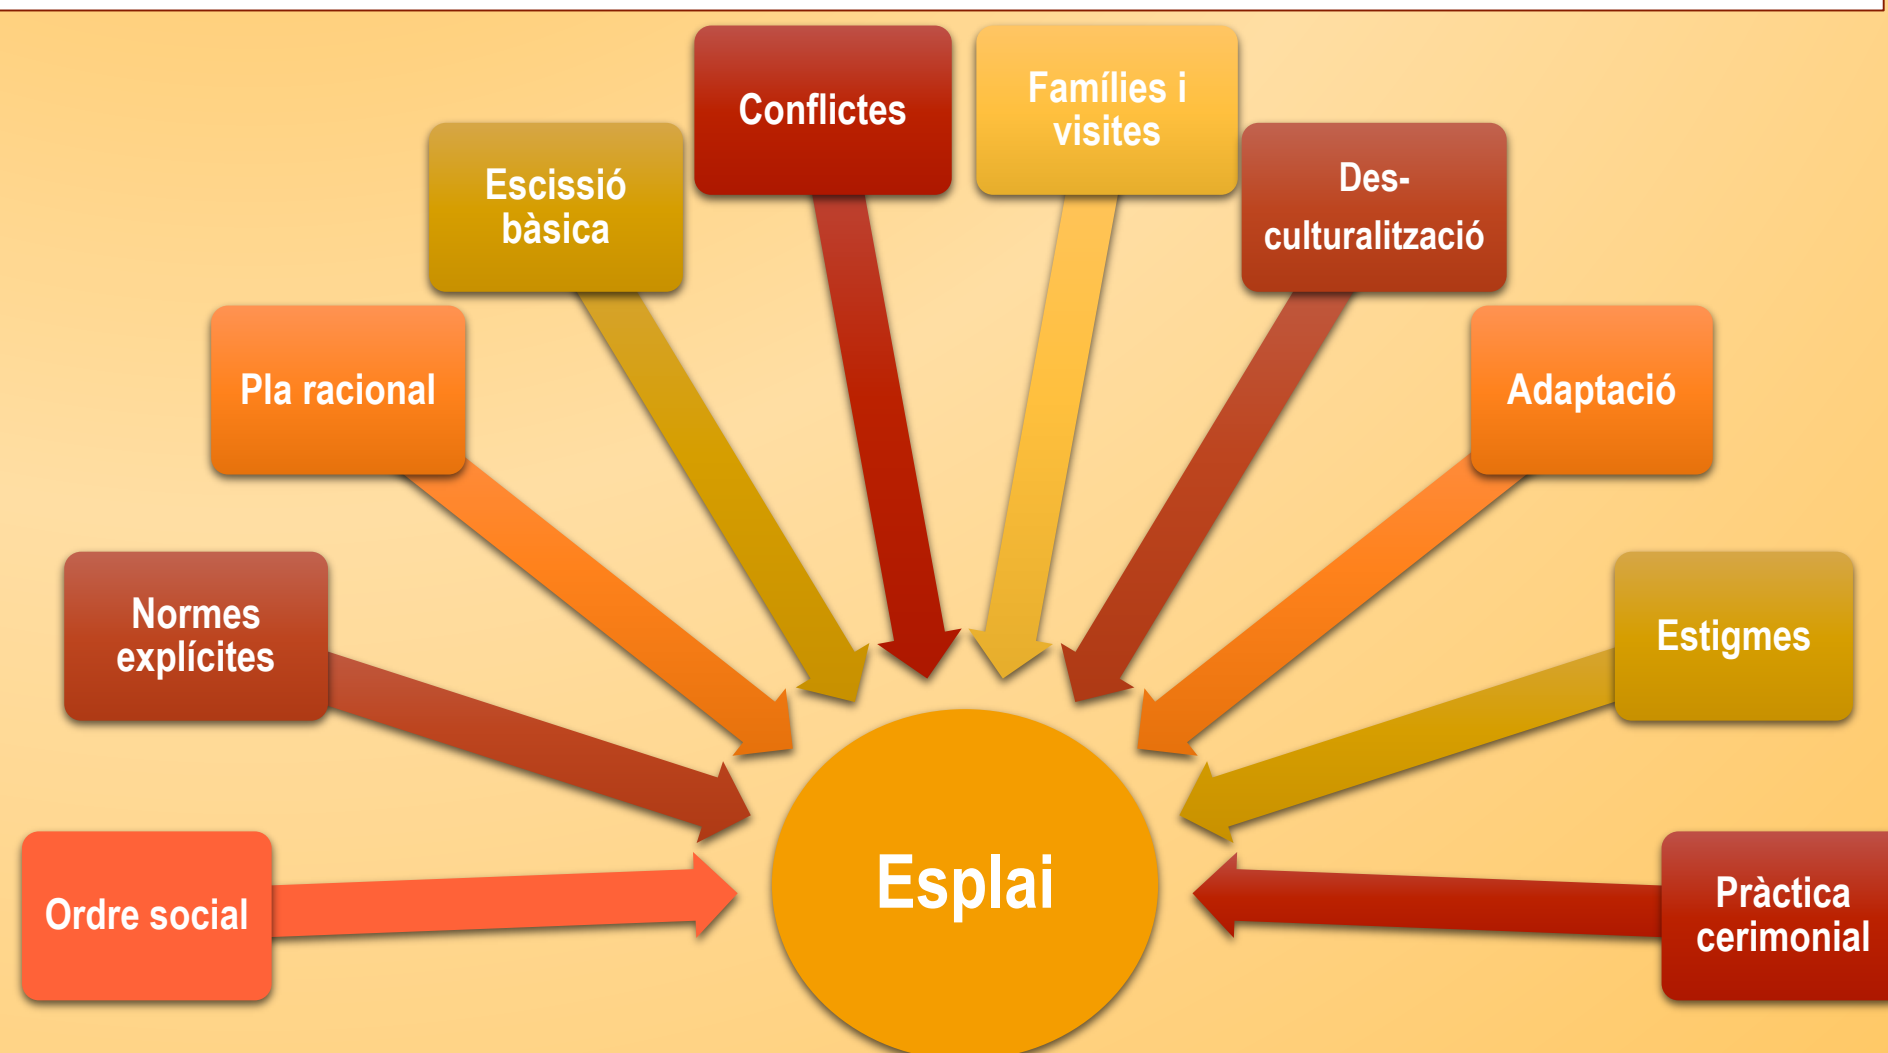 Conflictes
Famílies i
visites
Escissió
bàsica
Des-
culturalització
Pla racional
Adaptació
Normes
explícites
Estigmes
Ordre social
Esplai
Pràctica
cerimonial